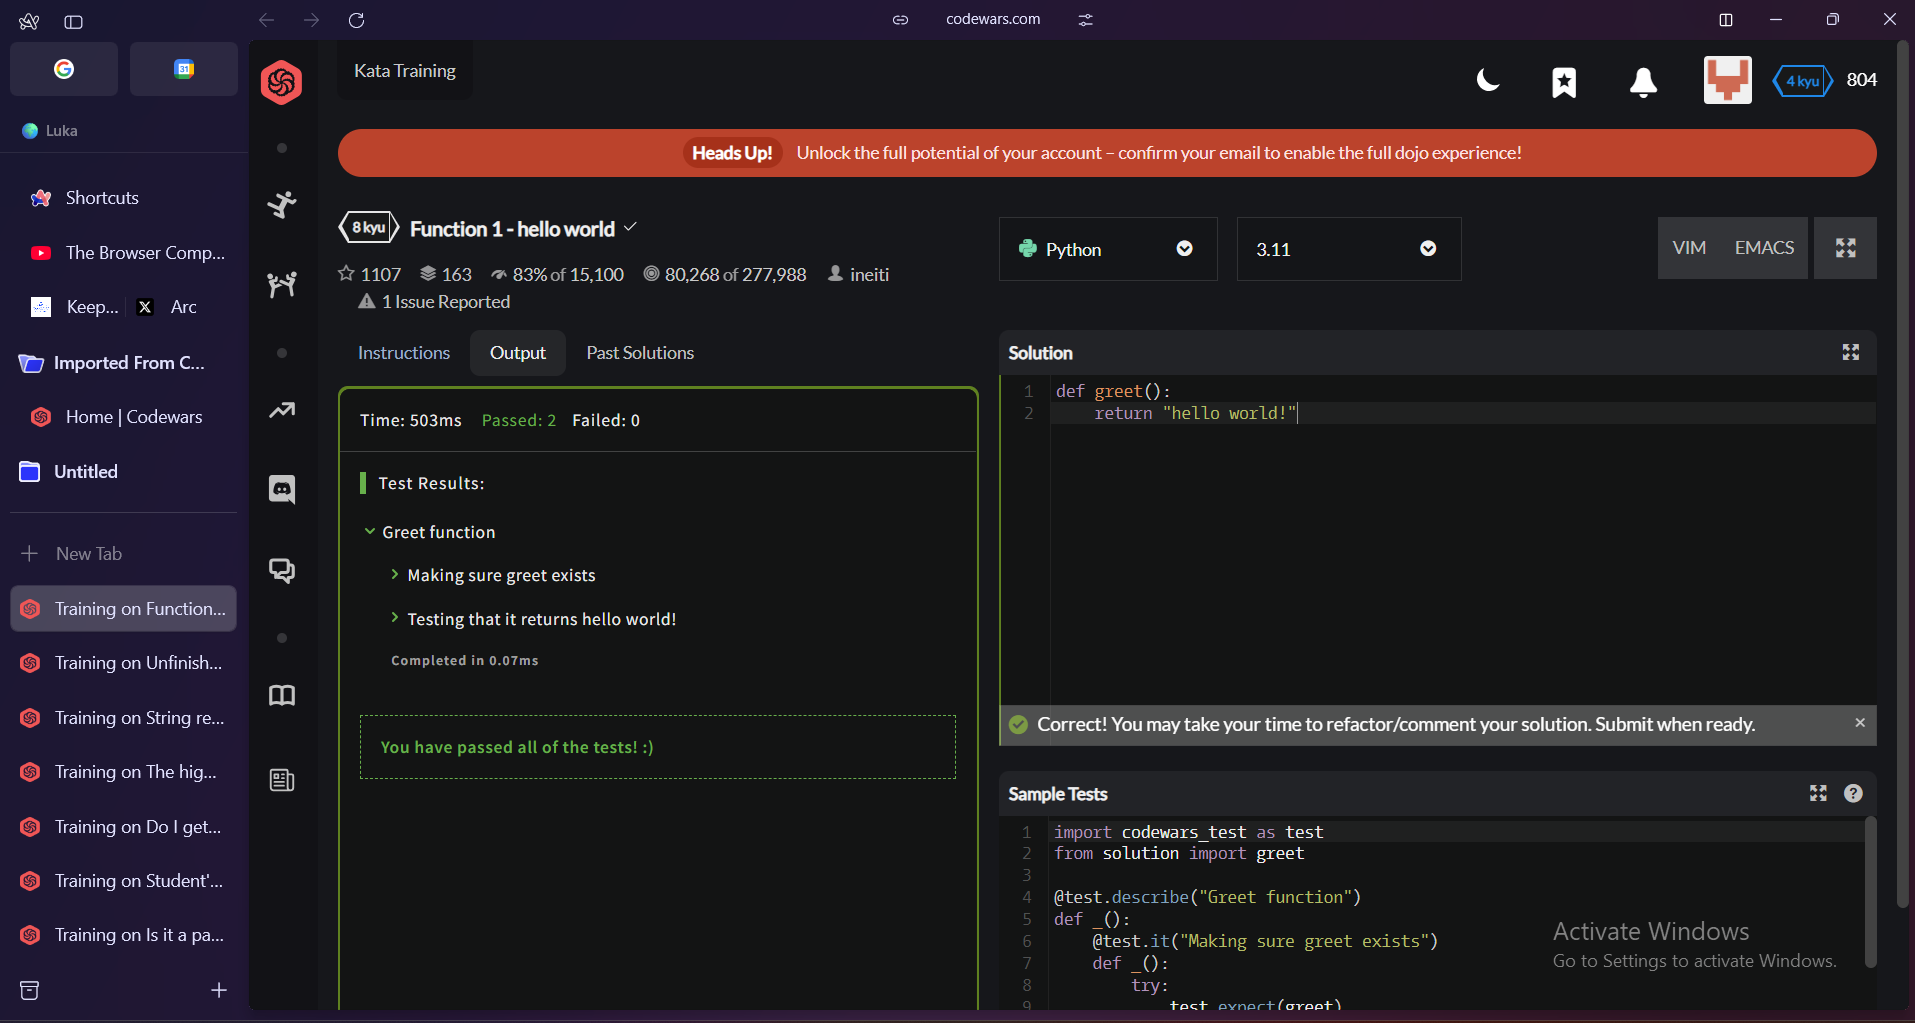 codewars.com
31
Luka
Shortcuts
The Browser Comp...
Keep... X Arc
Imported From C...
Home | Codewars
Untitled
New Tab
Training on Function...
Training on Unfinish...
Training on String re...
Training on The hig...
Training on Do I get...
Training on Student'...
Training on Is it a pa...
Kata Training
4 kyu 804
Heads Up! Unlock the full potential of your account – confirm your email to enable the full dojo experience!
8 kyu Function 1 - hello world
1107 163 83% of 15,100 80,268 of 277,988 ineiti
1 Issue Reported
Python 3.11 VIM EMACS
Instructions Output Past Solutions
Time: 503ms Passed: 2 Failed: 0
Test Results:
Greet function
Making sure greet exists
Testing that it returns hello world!
Completed in 0.07ms
You have passed all of the tests! :)
Solution
1 def greet():
2 return "hello world!"
Correct! You may take your time to refactor/comment your solution. Submit when ready.
Sample Tests
1 import codewars_test as test
2 from solution import greet
3
4 @test.describe("Greet function")
5 def _():
6 @test.it("Making sure greet exists")
7 def _():
8 try:
9 test.expect(greet)
Activate Windows
Go to Settings to activate Windows.